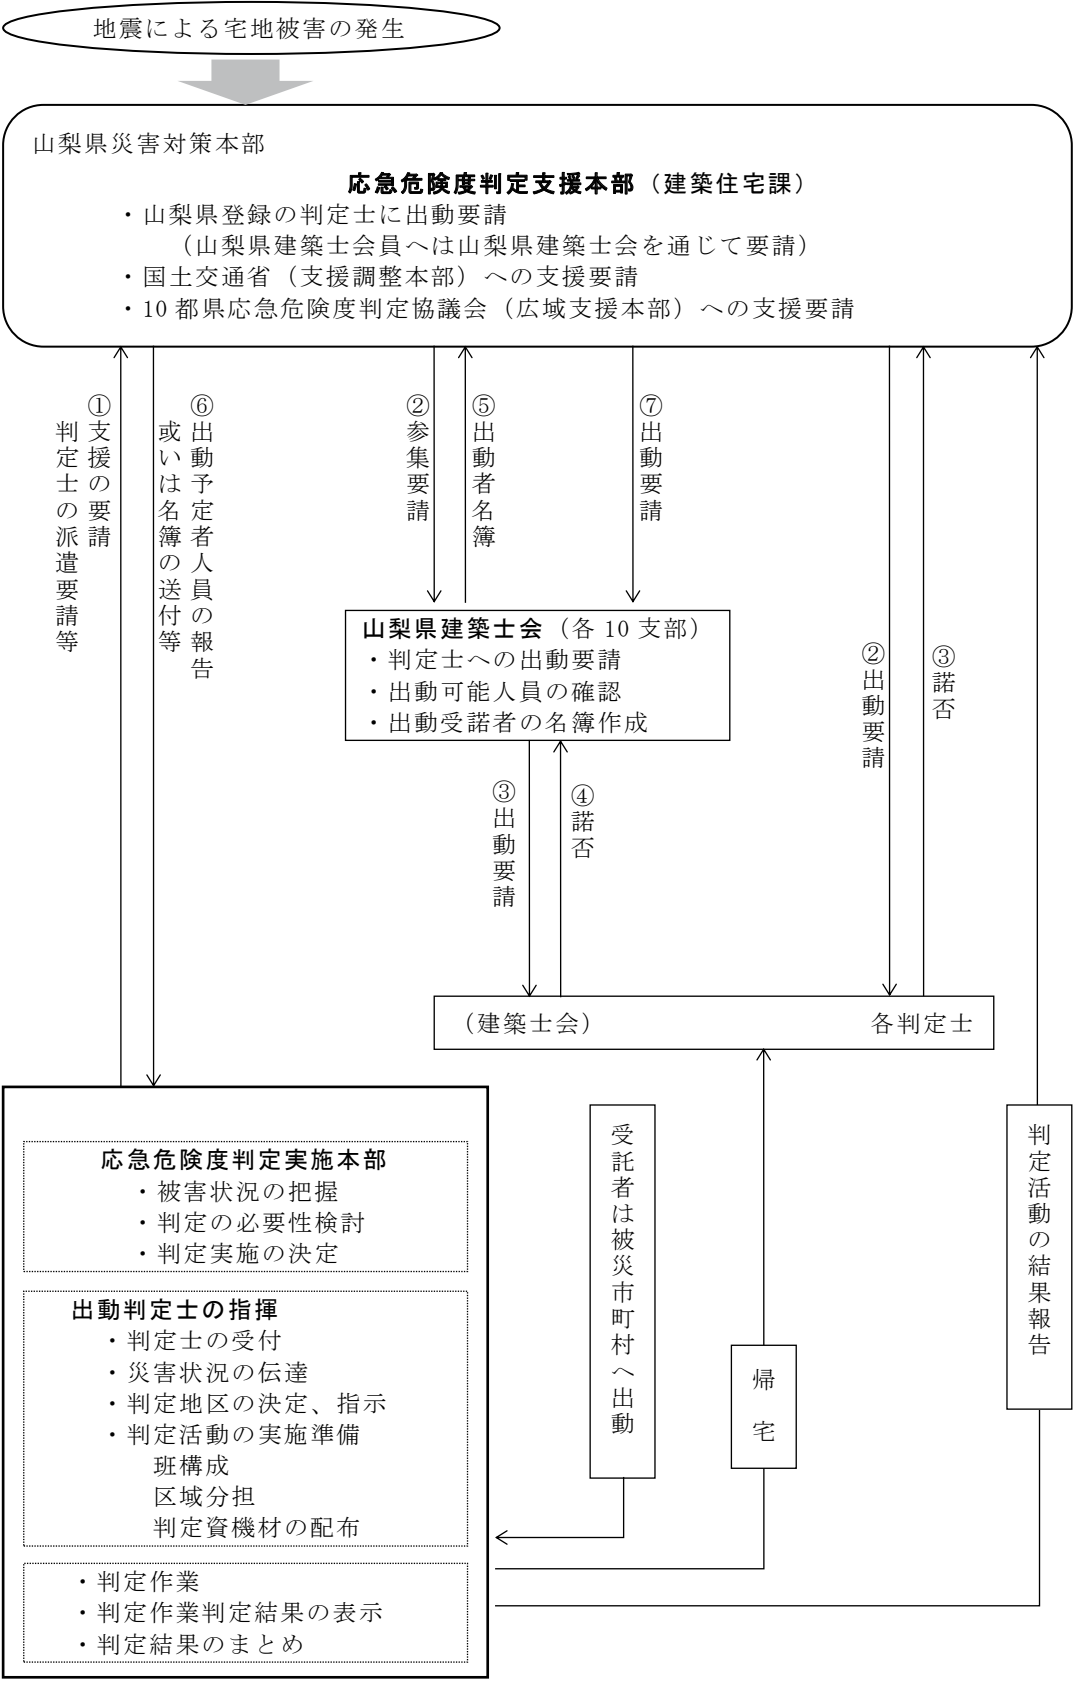 地震による宅地被害の発生
山梨県災害対策本部
応急危険度判定支援本部（建築住宅課）
・山梨県登録の判定士に出動要請
（山梨県建築士会員へは山梨県建築士会を通じて要請）
・国土交通省（支援調整本部）への支援要請
・10都県応急危険度判定協議会（広域支援本部）への支援要請
①支援の要請
判定士の派遣要請等
⑥出動予定者人員の報告
或いは名簿の送付等
②参集要請
⑤出動者名簿
⑦出動要請
山梨県建築士会（各 10 支部）
・判定士への出動要請
・出動可能人員の確認
・出動受諾者の名簿作成
②出動要請
③諾否
③出動要請
④諾否
（建築士会）　各判定士
応急危険度判定実施本部
・被害状況の把握
・判定の必要性検討
・判定実施の決定
出動判定士の指揮
・判定士の受付
・災害状況の伝達
・判定地区の決定、指示
・判定活動の実施準備
班構成
区域分担
判定資機材の配布
・判定作業
・判定作業判定結果の表示
・判定結果のまとめ
受託者は被災市町村へ出動
帰宅
判定活動の結果報告